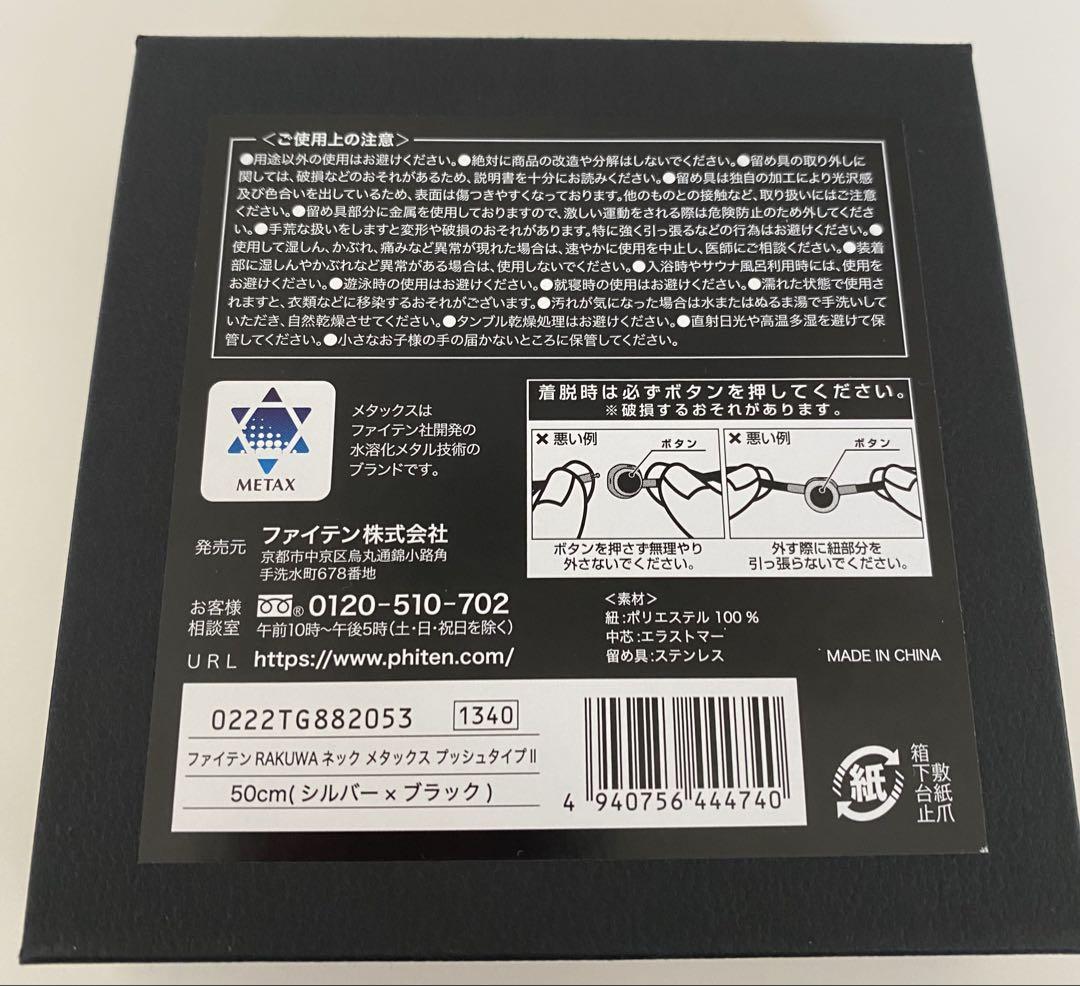 ＜ご使用上の注意＞
●用途以外の使用はお避けください。●絶対に商品の改造や分解はしないでください。●留め具の取り外しに
関しては、破損などのおそれがあるため、説明書を十分にお読みください。●留め具は独自の加工により光沢感
及び色合いを出しているため、表面は傷つきやすくなっております。他のものとの接触など、取り扱いにはご注意
ください。●留め具部分に金属を使用しておりますので、激しい運動をされる際は危険防止のため外してくださ
い。●手荒な扱いをしますと変形や破損のおそれがあります。特に強く引っ張るなどの行為はお避けください。●
使用して湿しん、かぶれ、痛みなど異常が現れた場合は、速やかに使用を中止し、医師にご相談ください。●装着
部に湿しんやかぶれなど異常がある場合は、使用しないでください。●入浴時やサウナ風呂利用時には、使用を
お避けください。●遊泳時の使用はお避けください。●就寝時の使用はお避けください。●濡れた状態で使用さ
れますと、衣類などに移染するおそれがございます。●汚れが気になった場合は水またはぬるま湯で手洗いして
いただき、自然乾燥させてください。●タンブル乾燥処理はお避けください。●直射日光や高温多湿を避けて保
管してください。●小さなお子様の手の届かないところに保管してください。
METAX
メタックスは
ファイテン社開発の
水溶化メタル技術の
ブランドです。
着脱時は必ずボタンを押してください。
※破損するおそれがあります。
×悪い例
ボタン
×悪い例
ボタン
ボタンを押さず無理やり
外さないでください。
外す際に紐部分を
引っ張らないでください。
発売元 ファイテン株式会社
京都市中京区烏丸通錦小路角
手洗水町678番地
お客様
相談室
® 0120-510-702
午前10時〜午後5時（土・日・祝日を除く）
URL https://www.phiten.com/
＜素材＞
紐：ポリエステル 100 %
中芯：エラストマー
留め具：ステンレス
MADE IN CHINA
0222TG882053 1340
ファイテン RAKUWA ネック メタックス プッシュタイプⅡ
50cm( シルバー × ブラック )
4 940756 444740
紙
箱 敷
下 紙
台 爪
止